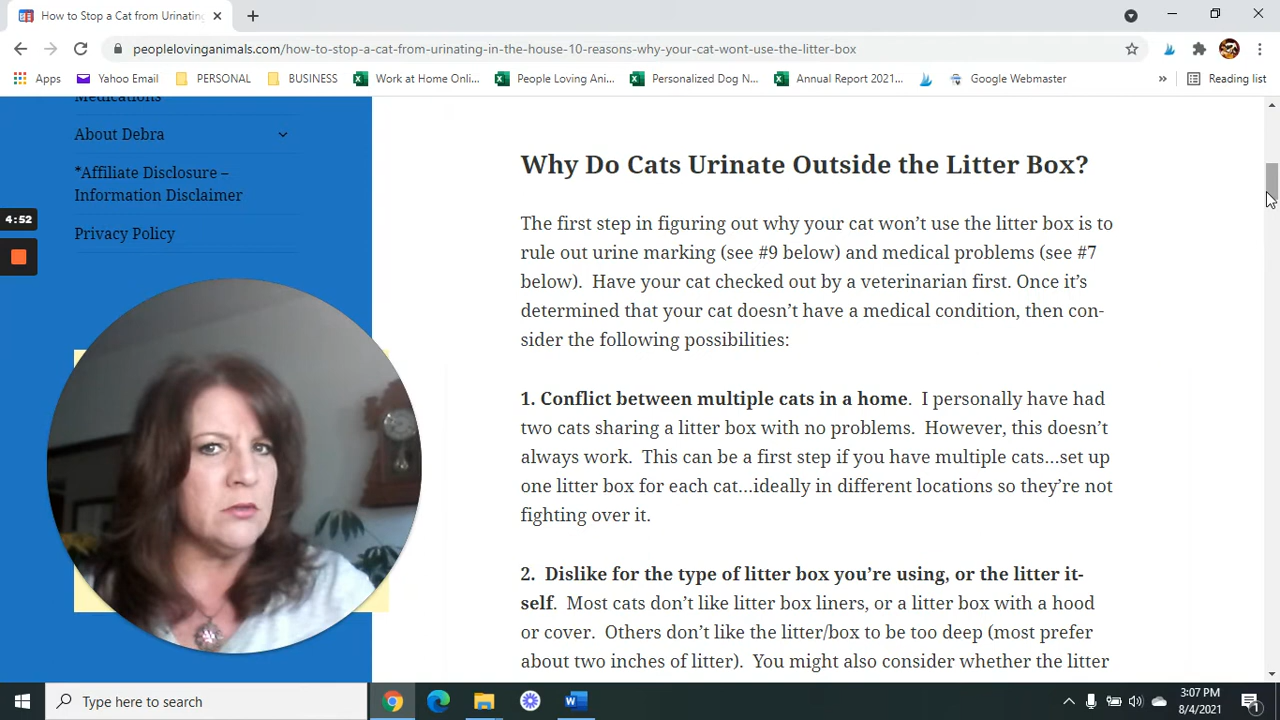 How to Stop a Cat from Urinating
peoplelovinganimals.com/how-to-stop-a-cat-from-urinating-in-the-house-10-reasons-why-your-cat-wont-use-the-litter-box
Apps Yahoo Email PERSONAL BUSINESS Work at Home Onli... People Loving Ani... Personalized Dog N... Annual Report 2021... Google Webmaster » Reading list
Medications
About Debra
*Affiliate Disclosure –
Information Disclaimer
Privacy Policy
4:52
Why Do Cats Urinate Outside the Litter Box?
The first step in figuring out why your cat won’t use the litter box is to
rule out urine marking (see #9 below) and medical problems (see #7
below). Have your cat checked out by a veterinarian first. Once it’s
determined that your cat doesn’t have a medical condition, then con-
sider the following possibilities:
1. Conflict between multiple cats in a home. I personally have had
two cats sharing a litter box with no problems. However, this doesn’t
always work. This can be a first step if you have multiple cats…set up
one litter box for each cat…ideally in different locations so they’re not
fighting over it.
2. Dislike for the type of litter box you’re using, or the litter it-
self. Most cats don’t like litter box liners, or a litter box with a hood
or cover. Others don’t like the litter/box to be too deep (most prefer
about two inches of litter). You might also consider whether the litter
Type here to search
3:07 PM
8/4/2021
1